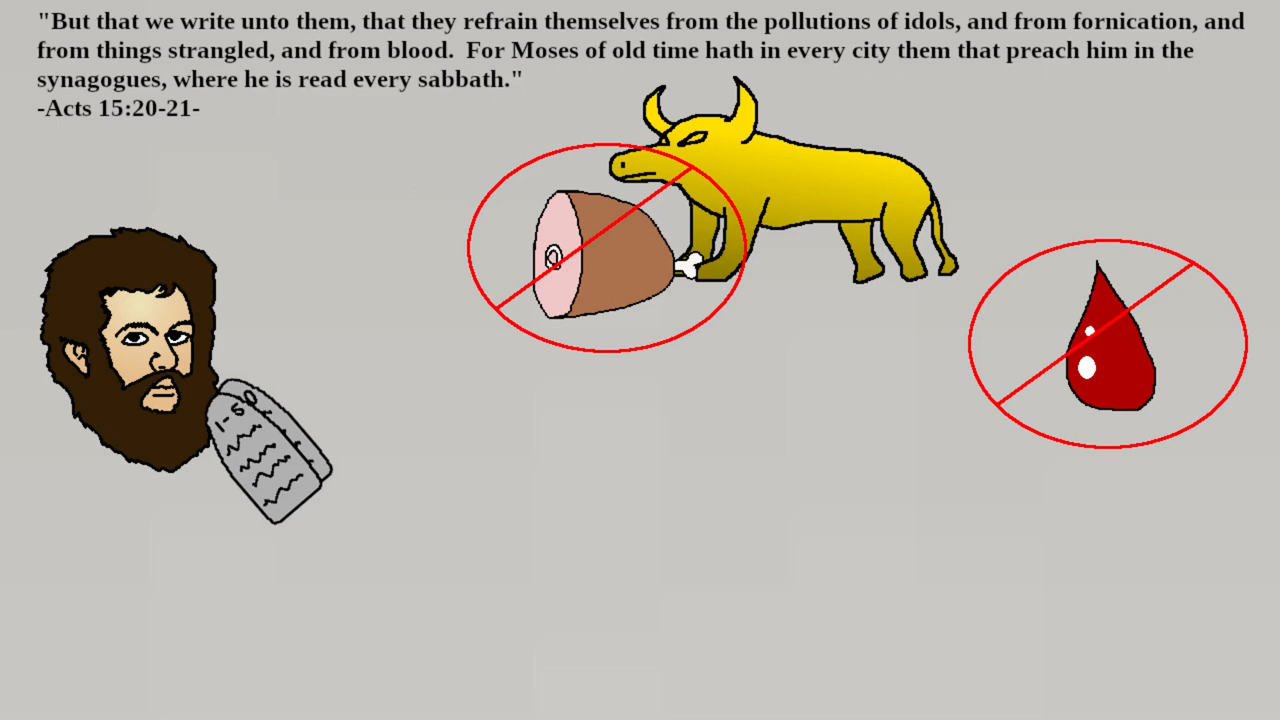 "But that we write unto them, that they refrain themselves from the pollutions of idols, and from fornication, and
from things strangled, and from blood.  For Moses of old time hath in every city them that preach him in the
synagogues, where he is read every sabbath."
-Acts 15:20-21-